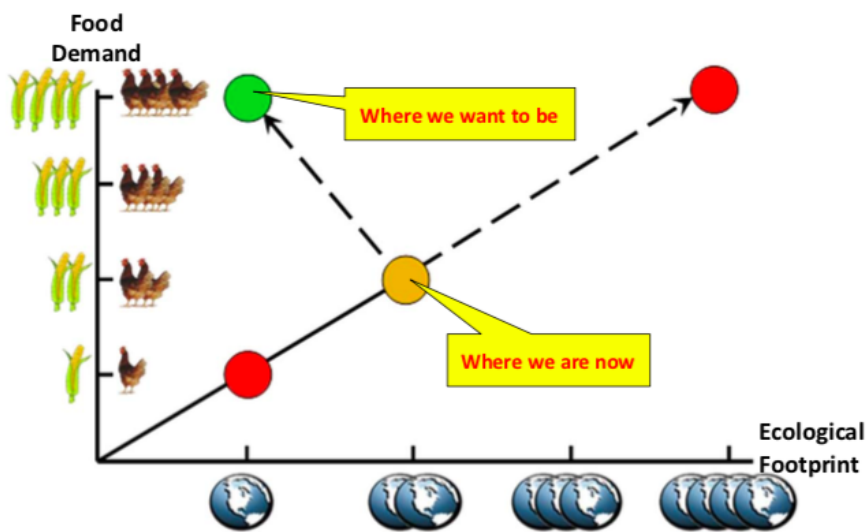 Food
Demand
Where we want to be
Where we are now
Ecological
Footprint